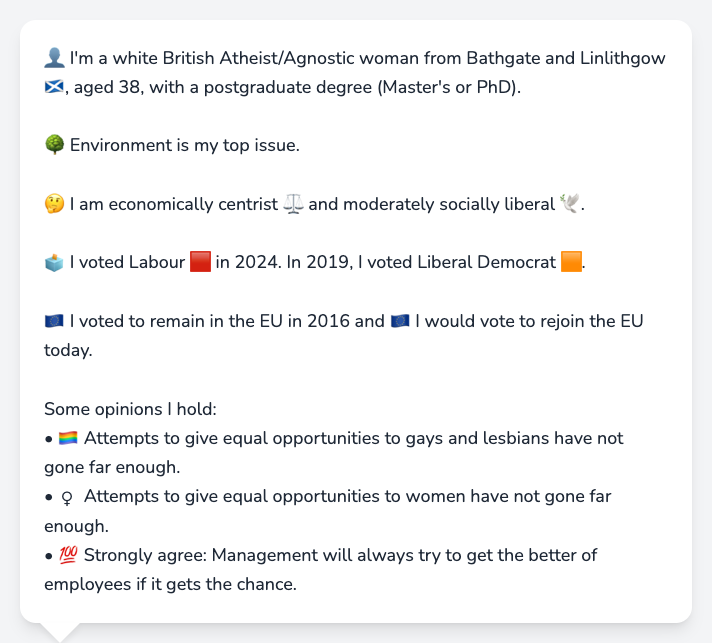 👤 I'm a white British Atheist/Agnostic woman from Bathgate and Linlithgow
🏴󠁧󠁢󠁳󠁣󠁴󠁿, aged 38, with a postgraduate degree (Master's or PhD).
🌳 Environment is my top issue.
🤔 I am economically centrist ⚖️ and moderately socially liberal 🕊️.
🗳️ I voted Labour 🟥 in 2024. In 2019, I voted Liberal Democrat 🟧.
🇪🇺 I voted to remain in the EU in 2016 and 🇪🇺 I would vote to rejoin the EU
today.
Some opinions I hold:
• 🏳️‍🌈 Attempts to give equal opportunities to gays and lesbians have not
gone far enough.
• ♀ Attempts to give equal opportunities to women have not gone far
enough.
• 💯 Strongly agree: Management will always try to get the better of
employees if it gets the chance.